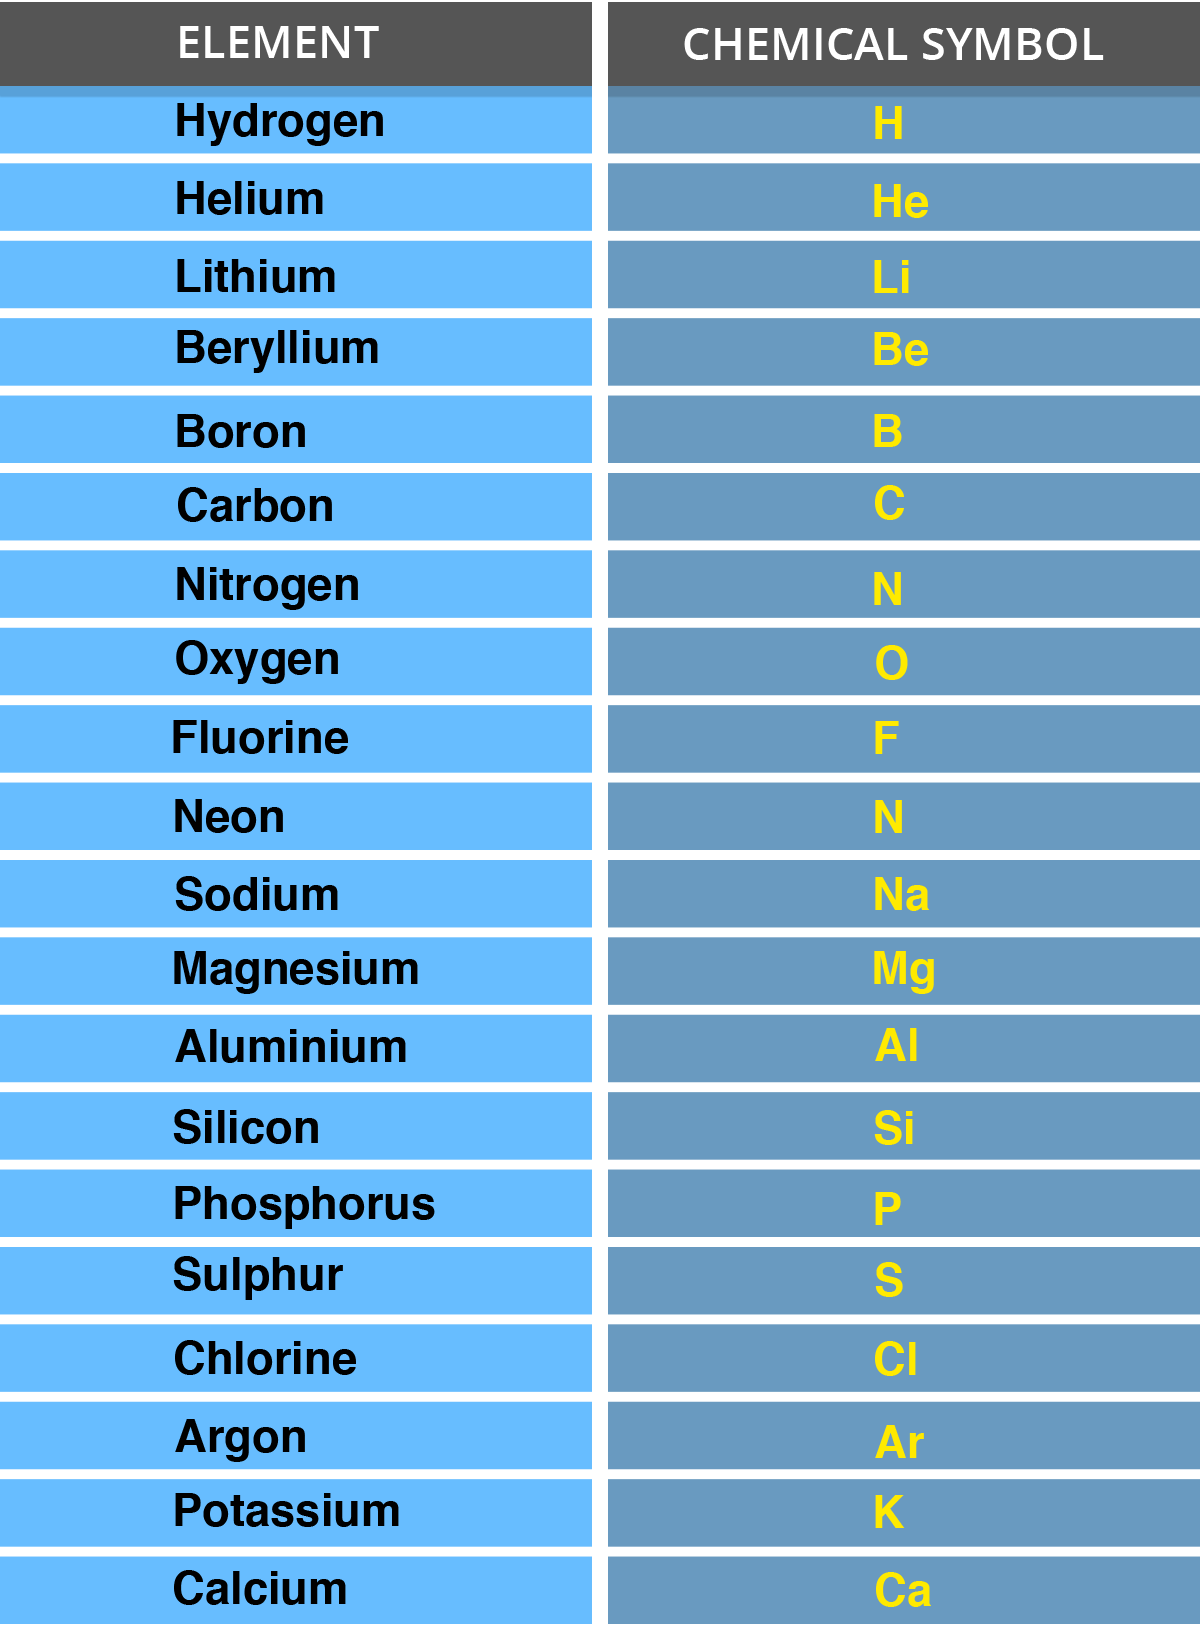 ELEMENT CHEMICAL SYMBOL
Hydrogen H
Helium He
Lithium Li
Beryllium Be
Boron B
Carbon C
Nitrogen N
Oxygen O
Fluorine F
Neon N
Sodium Na
Magnesium Mg
Aluminium Al
Silicon Si
Phosphorus P
Sulphur S
Chlorine Cl
Argon Ar
Potassium K
Calcium Ca